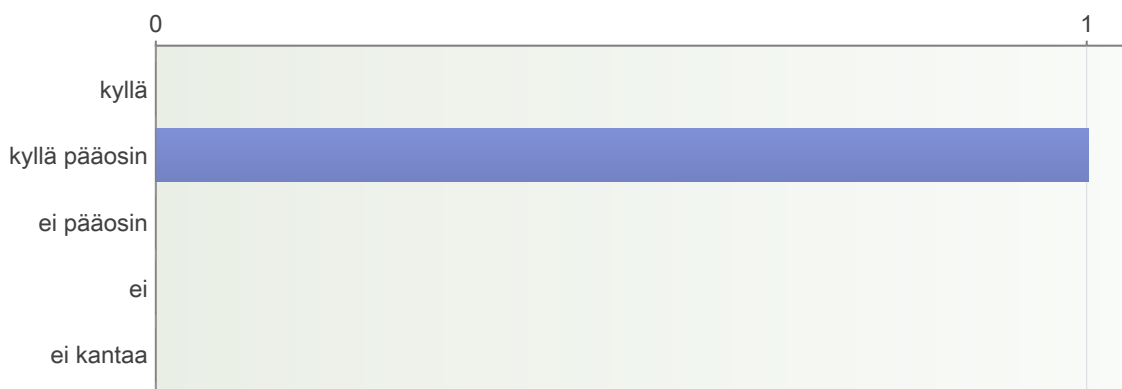 0 1
kyllä
kyllä pääosin
ei pääosin
ei
ei kantaa